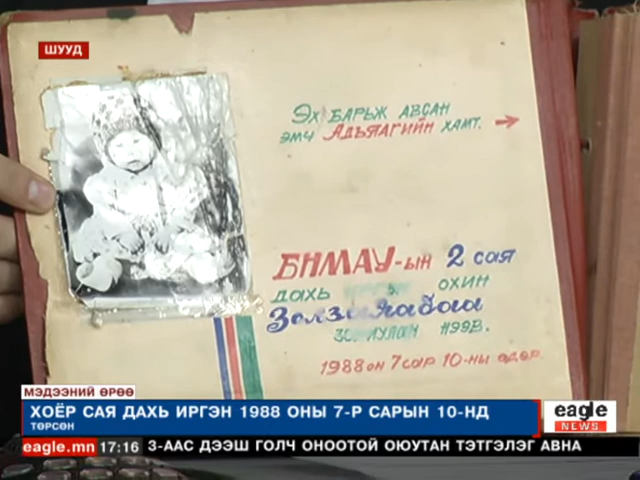 ШУУД
ЭХ БАРЬЖ АВСАН
ЭМЧ АДЪЯАГИЙН ХАМТ. →
БНМАУ-ЫН 2 сая
ДАХЬ ОХИН
1988 он 7 сар 10-ны өдөр.
МЭДЭЭНИЙ ӨРӨӨ
ХОЁР САЯ ДАХЬ ИРГЭН 1988 ОНЫ 7-Р САРЫН 10-НД
ТӨРСӨН
eagle
NEWS
eagle.mn 17:16 3-ААС ДЭЭШ ГОЛЧ ОНООТОЙ ОЮУТАН ТЭТГЭЛЭГ АВНА